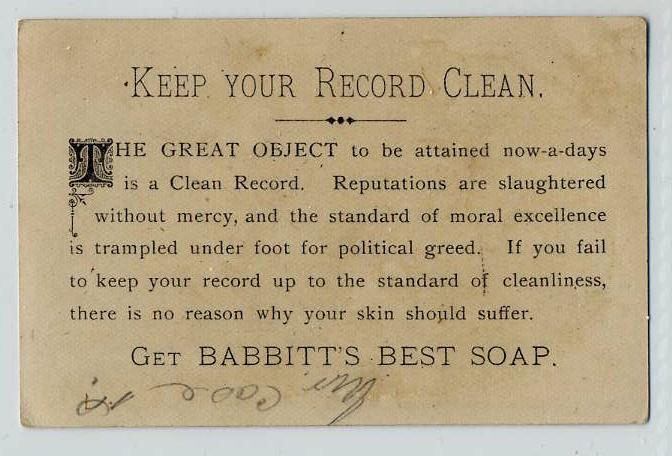 KEEP YOUR RECORD CLEAN.
THE GREAT OBJECT to be attained now-a-days
is a Clean Record. Reputations are slaughtered
without mercy, and the standard of moral excellence
is trampled under foot for political greed. If you fail
to keep your record up to the standard of cleanliness,
there is no reason why your skin should suffer.
GET BABBITT'S BEST SOAP.